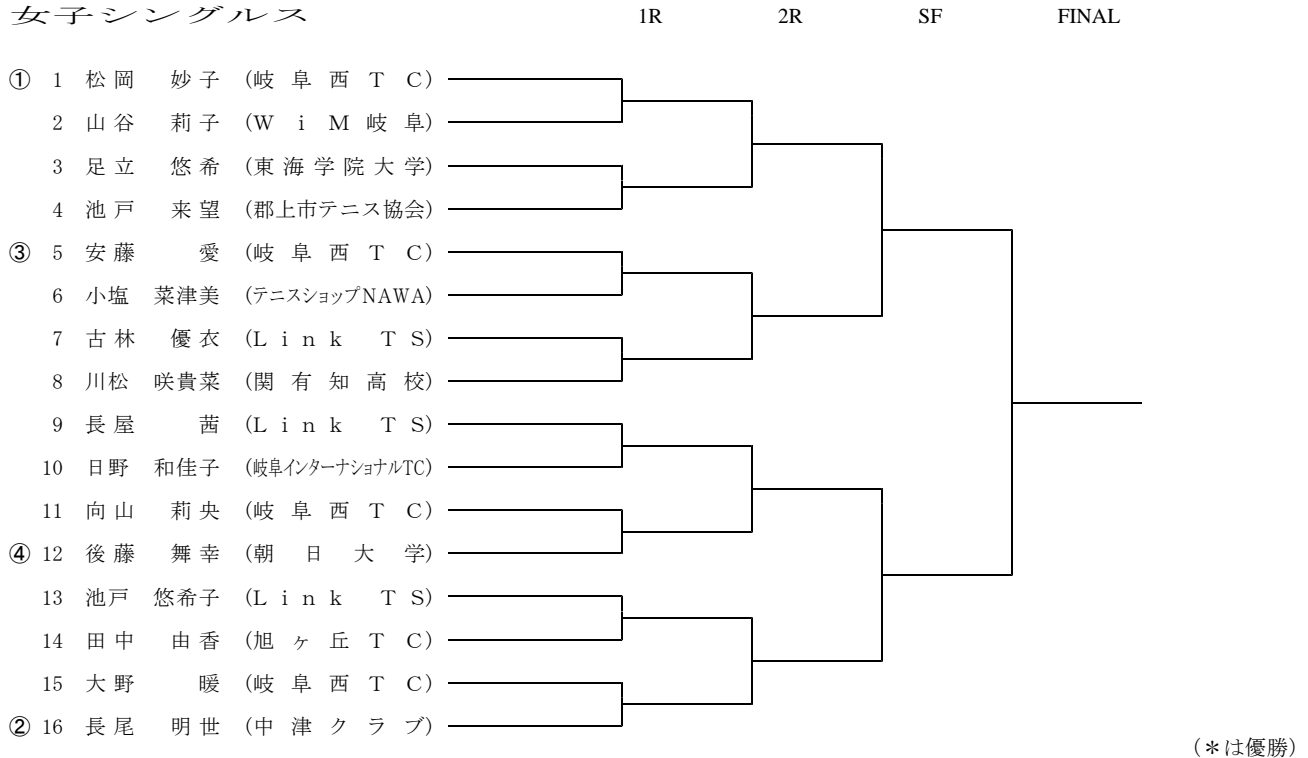 女子シングルス 1R 2R SF FINAL
① 1 松岡 妙子 (岐阜西TC)
2 山谷 莉子 (WiM岐阜)
3 足立 悠希 (東海学院大学)
4 池戸 来望 (郡上市テニス協会)
③ 5 安藤 愛 (岐阜西TC)
6 小塩 菜津美 (テニスショップNAWA)
7 古林 優衣 (Link TS)
8 川松 咲貴菜 (関有知高校)
9 長屋 茜 (Link TS)
10 日野 和佳子 (岐阜インターナショナルTC)
11 向山 莉央 (岐阜西TC)
④ 12 後藤 舞幸 (朝日大学)
13 池戸 悠希子 (Link TS)
14 田中 由香 (旭ヶ丘TC)
15 大野 暖 (岐阜西TC)
② 16 長尾 明世 (中津クラブ)
(＊は優勝)